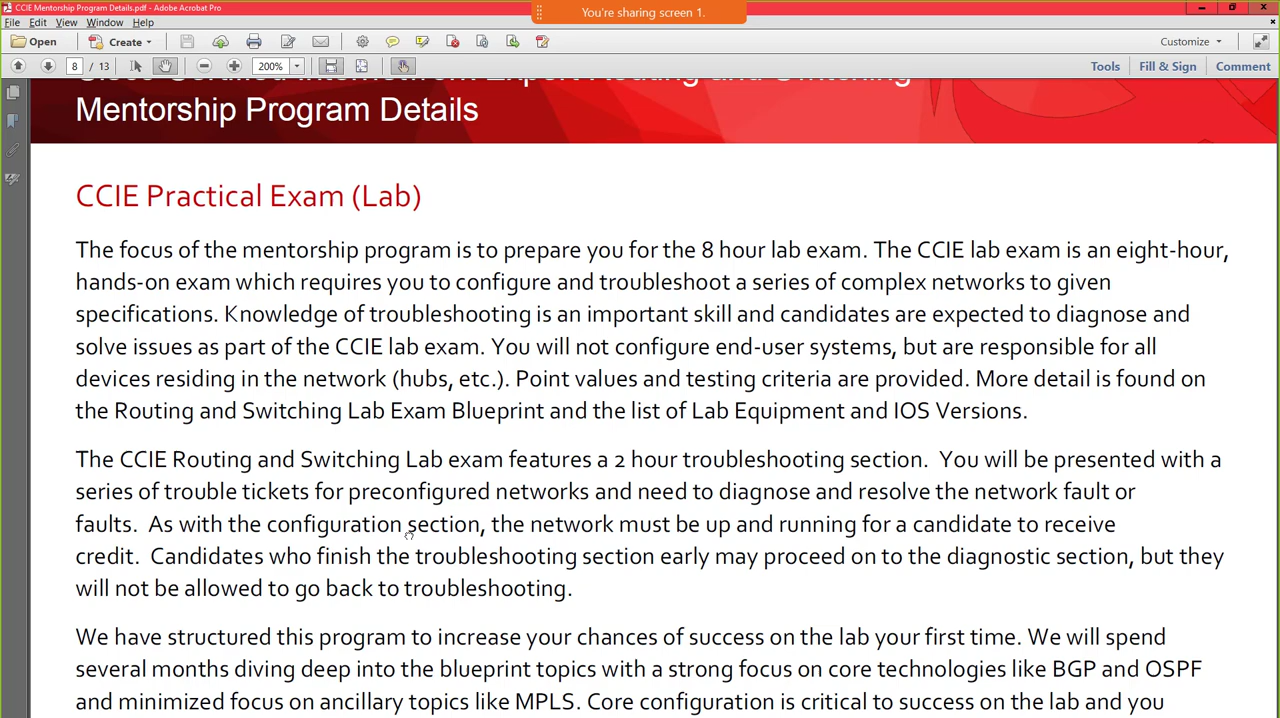 CCIE Mentorship Program Details.pdf - Adobe Acrobat Pro
You're sharing screen 1.
File Edit View Window Help
Open Create Customize
8 / 13 200% Tools Fill & Sign Comment
Cisco Certified Internetwork Expert Routing and Switching
Mentorship Program Details
CCIE Practical Exam (Lab)
The focus of the mentorship program is to prepare you for the 8 hour lab exam. The CCIE lab exam is an eight-hour,
hands-on exam which requires you to configure and troubleshoot a series of complex networks to given
specifications. Knowledge of troubleshooting is an important skill and candidates are expected to diagnose and
solve issues as part of the CCIE lab exam. You will not configure end-user systems, but are responsible for all
devices residing in the network (hubs, etc.). Point values and testing criteria are provided. More detail is found on
the Routing and Switching Lab Exam Blueprint and the list of Lab Equipment and IOS Versions.
The CCIE Routing and Switching Lab exam features a 2 hour troubleshooting section. You will be presented with a
series of trouble tickets for preconfigured networks and need to diagnose and resolve the network fault or
faults. As with the configuration section, the network must be up and running for a candidate to receive
credit. Candidates who finish the troubleshooting section early may proceed on to the diagnostic section, but they
will not be allowed to go back to troubleshooting.
We have structured this program to increase your chances of success on the lab your first time. We will spend
several months diving deep into the blueprint topics with a strong focus on core technologies like BGP and OSPF
and minimized focus on ancillary topics like MPLS. Core configuration is critical to success on the lab and you